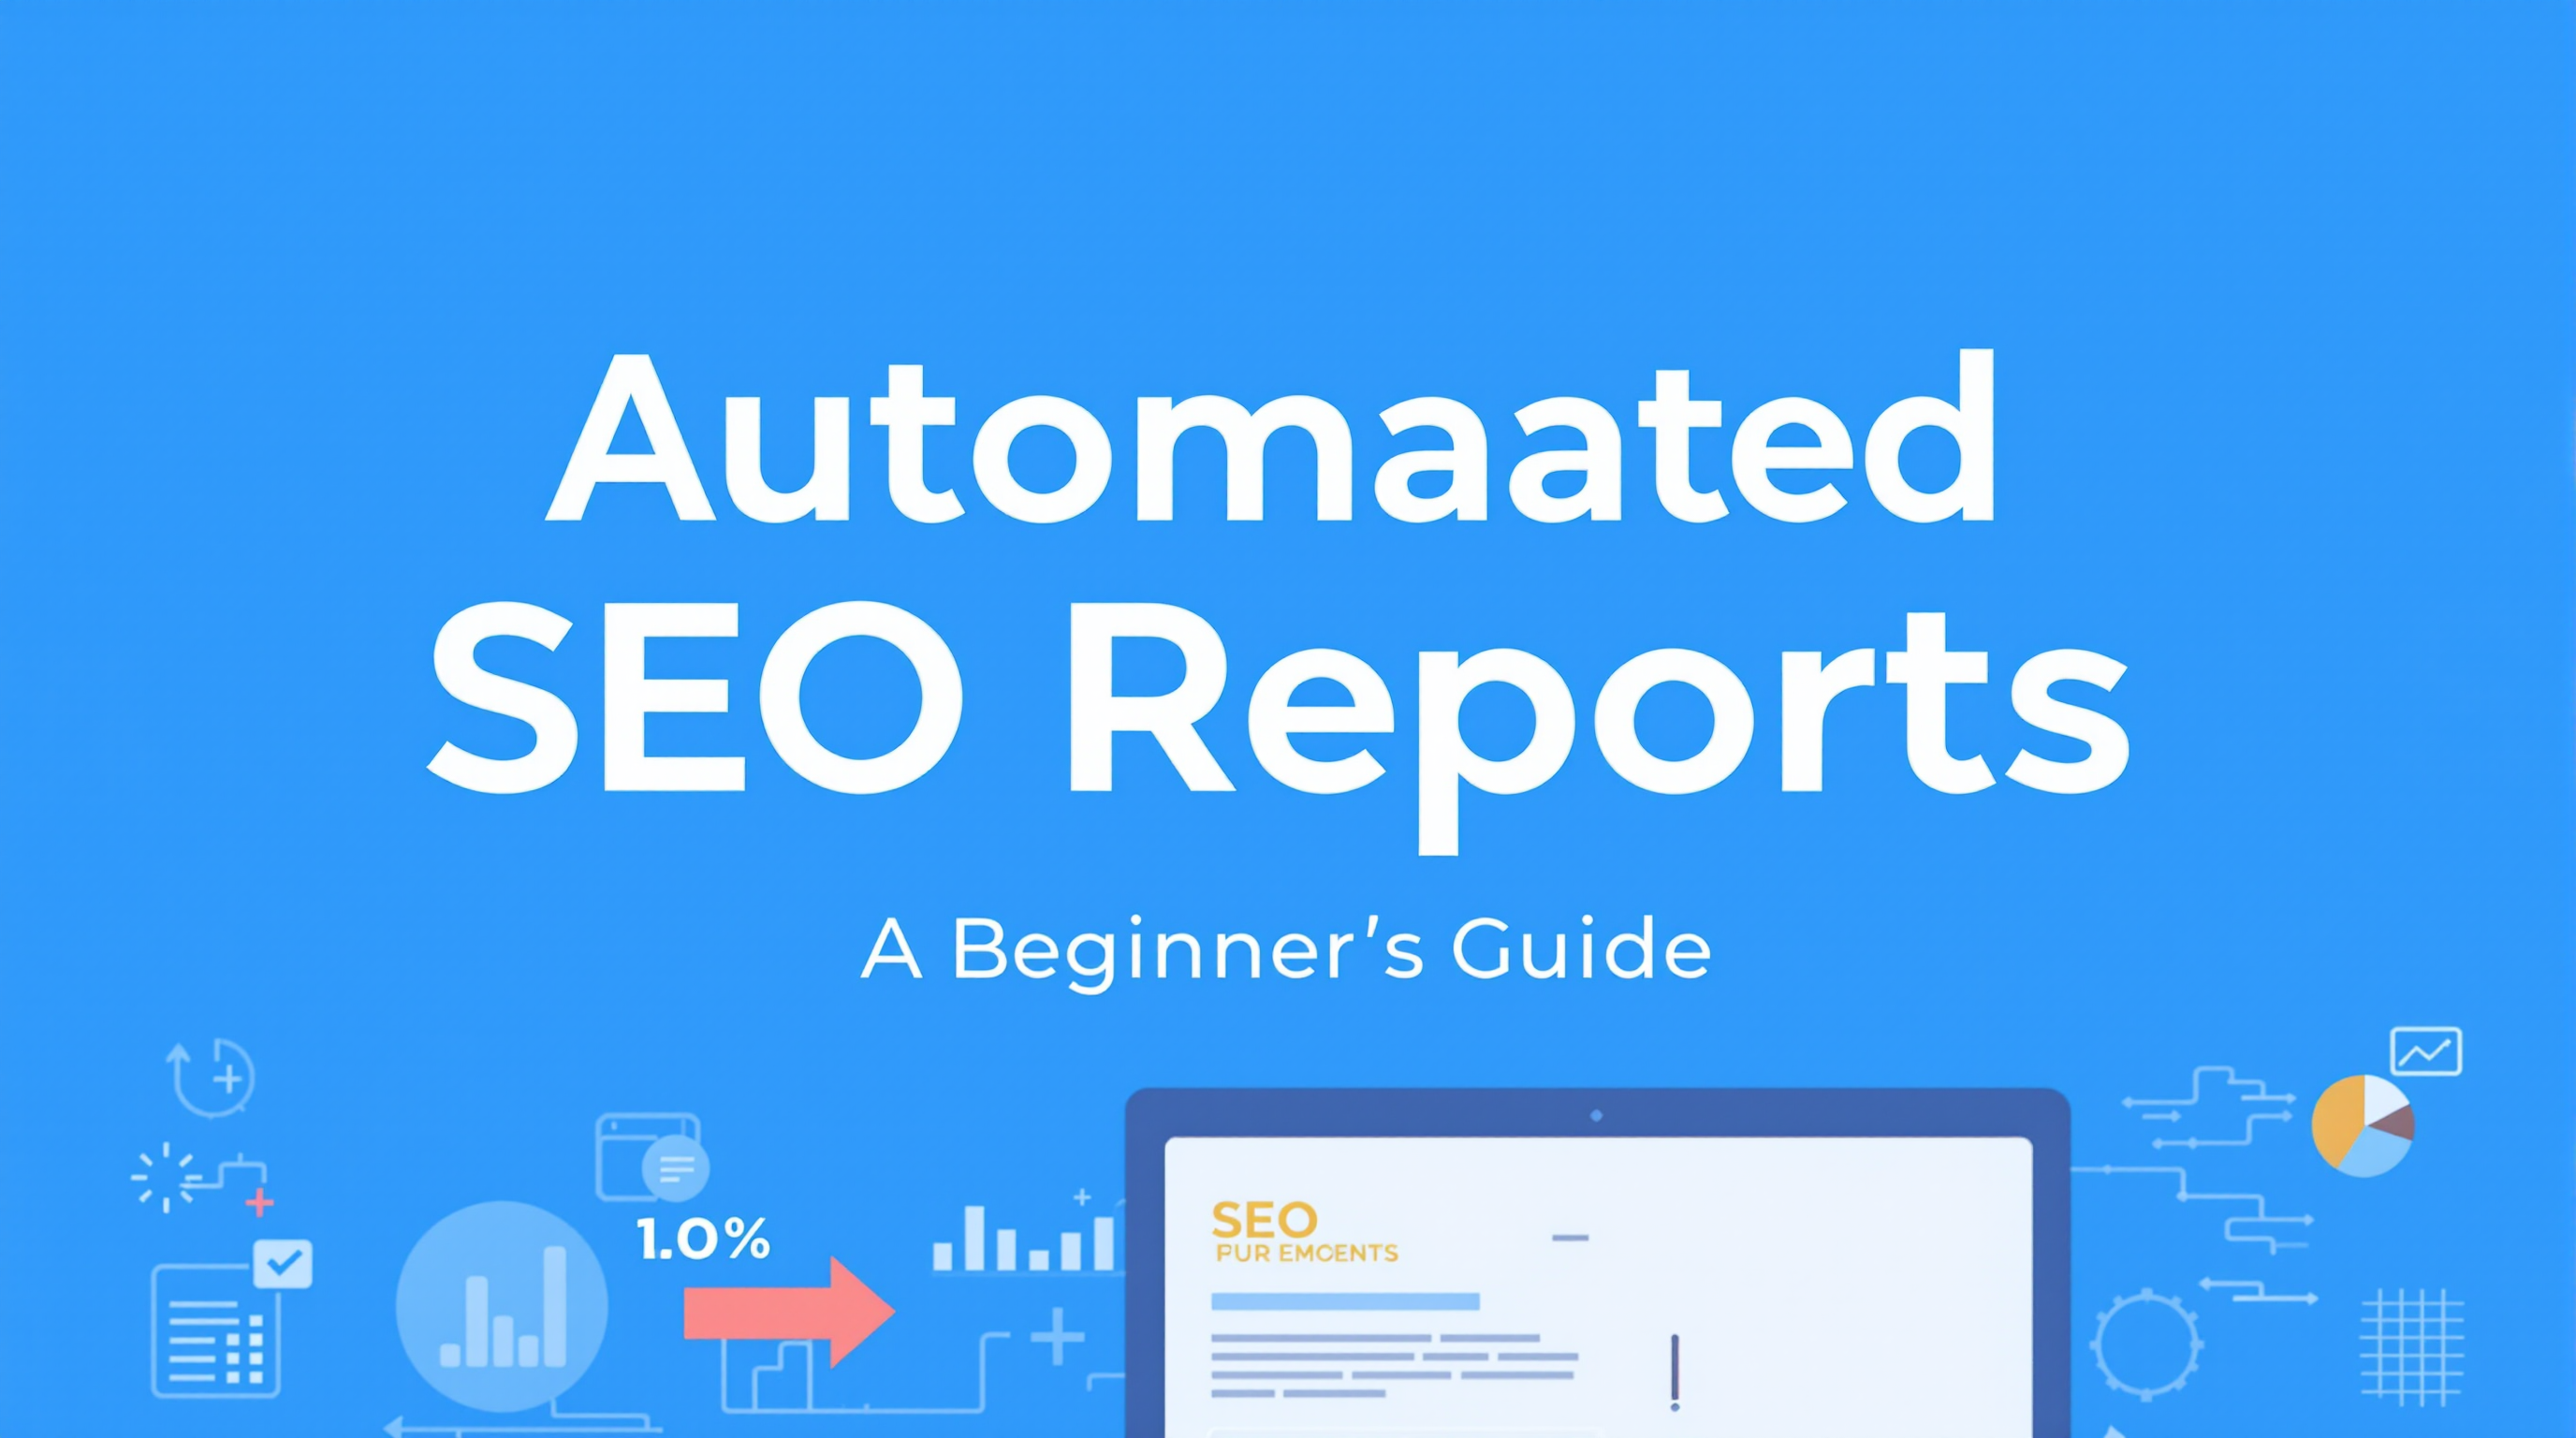 Automaated
SEO Reports
A Beginner's Guide
1.0%
SEO
PUR EMCENTS